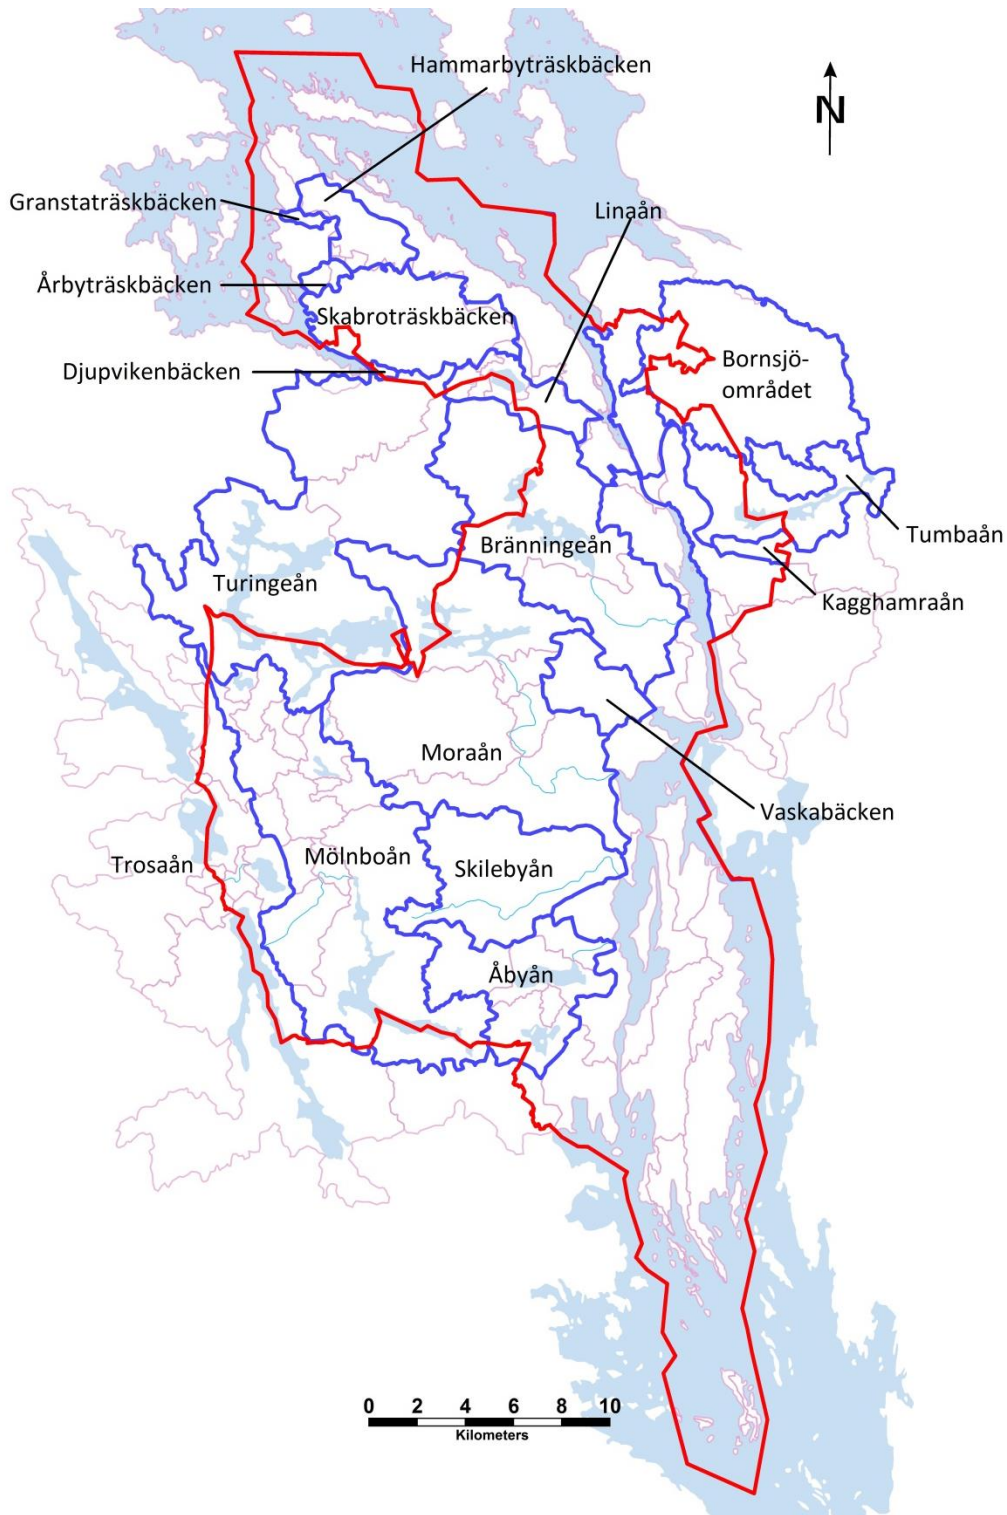 Hammarbyträskbäcken
N
Granstaträskbäcken
Linaån
Årbyträskbäcken
Skabroträskbäcken
Djupvikenbäcken
Bornsjö-
området
Tumbaån
Bränningeån
Turingeån
Kagghamraån
Moraån
Vaskabäcken
Trosaån
Mölnboån
Skilebyån
Åbyån
0 2 4 6 8 10
Kilometers